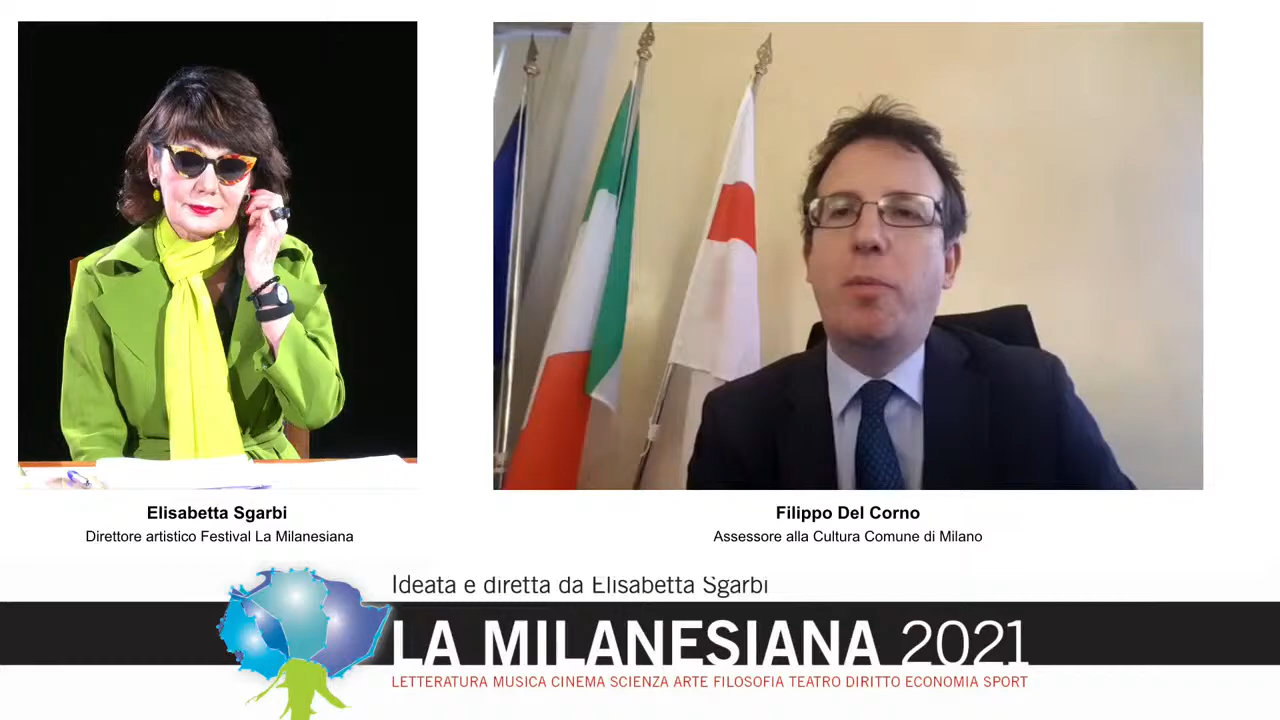 Elisabetta Sgarbi
Direttore artistico Festival La Milanesiana
Filippo Del Corno
Assessore alla Cultura Comune di Milano
Ideata e diretta da Elisabetta Sgarbi
LA MILANESIANA 2021
LETTERATURA MUSICA CINEMA SCIENZA ARTE FILOSOFIA TEATRO DIRITTO ECONOMIA SPORT